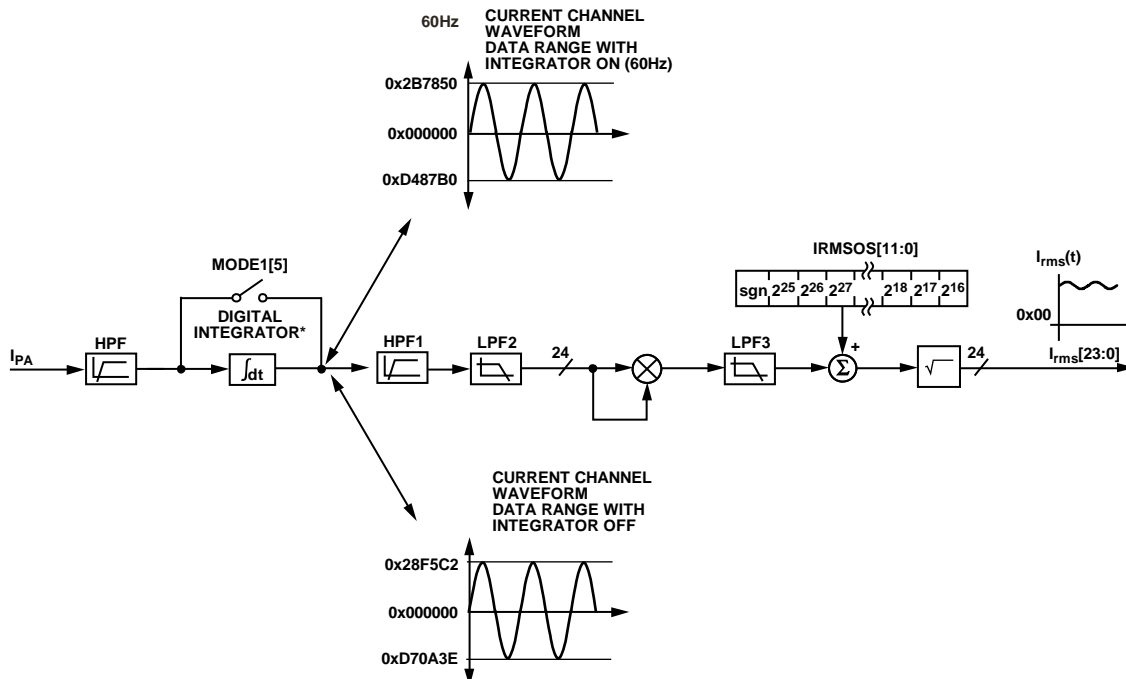 60Hz
CURRENT CHANNEL
WAVEFORM
DATA RANGE WITH
INTEGRATOR ON (60Hz)
0x2B7850
0x000000
0xD487B0
MODE1[5]
DIGITAL
INTEGRATOR*
IPA
HPF
∫dt
HPF1
LPF2
24
LPF3
IRMSOS[11:0]
sgn 2^25 2^26 2^27 2^18 2^17 2^16
+
Σ
√
24
Irms(t)
0x00
Irms[23:0]
CURRENT CHANNEL
WAVEFORM
DATA RANGE WITH
INTEGRATOR OFF
0x28F5C2
0x000000
0xD70A3E